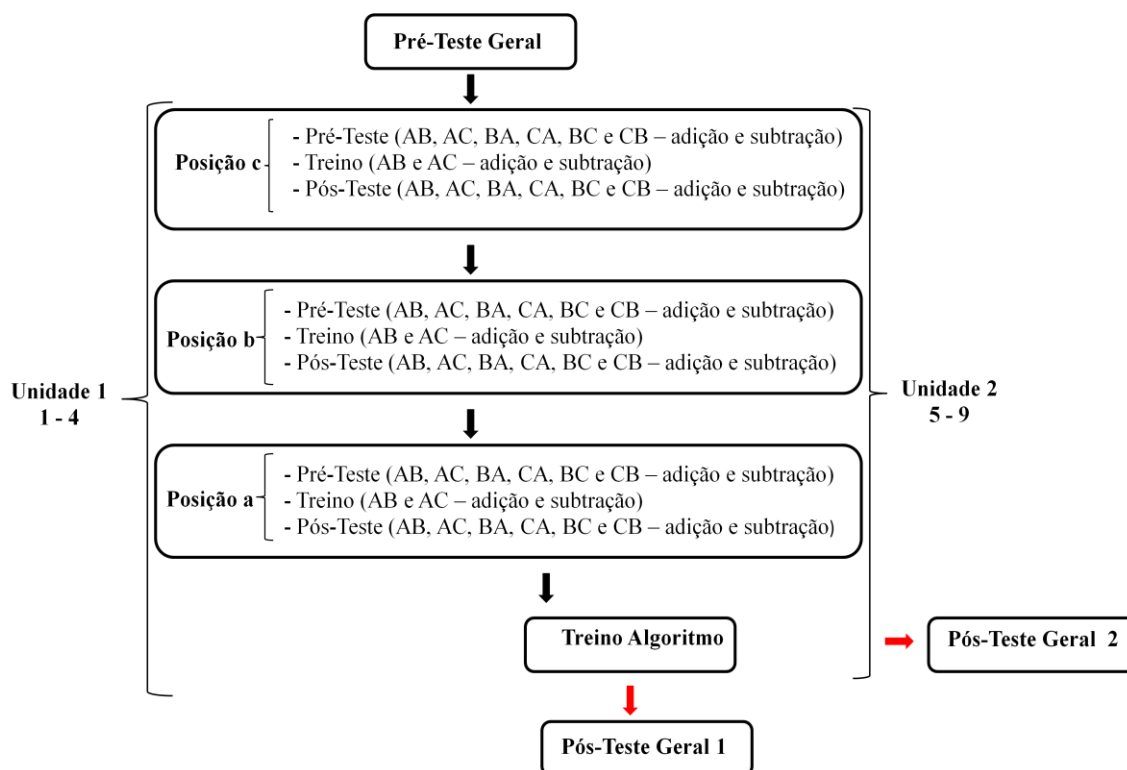 Pré-Teste Geral
Posição c
- Pré-Teste (AB, AC, BA, CA, BC e CB – adição e subtração)
- Treino (AB e AC – adição e subtração)
- Pós-Teste (AB, AC, BA, CA, BC e CB – adição e subtração)
Posição b
- Pré-Teste (AB, AC, BA, CA, BC e CB – adição e subtração)
- Treino (AB e AC – adição e subtração)
- Pós-Teste (AB, AC, BA, CA, BC e CB – adição e subtração)
Unidade 1
1 - 4
Unidade 2
5 - 9
Posição a
- Pré-Teste (AB, AC, BA, CA, BC e CB – adição e subtração)
- Treino (AB e AC – adição e subtração)
- Pós-Teste (AB, AC, BA, CA, BC e CB – adição e subtração)
Treino Algoritmo
Pós-Teste Geral 2
Pós-Teste Geral 1